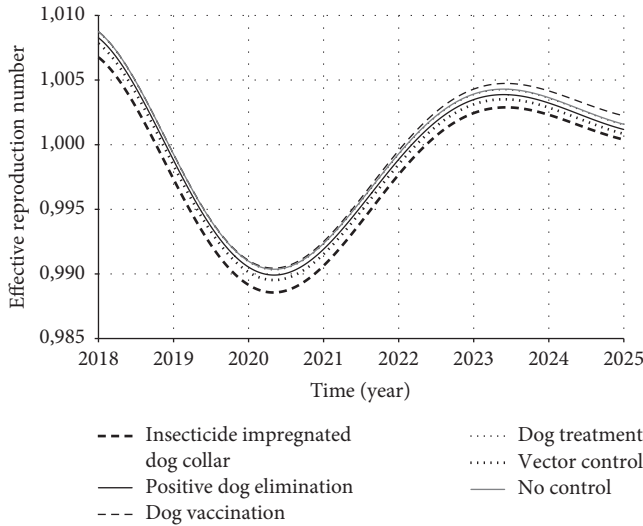 1,010
1,005
1,000
0,995
0,990
0,985
Effective reproduction number
2018 2019 2020 2021 2022 2023 2024 2025
Time (year)
Insecticide impregnated
dog collar
Positive dog elimination
Dog vaccination
Dog treatment
Vector control
No control